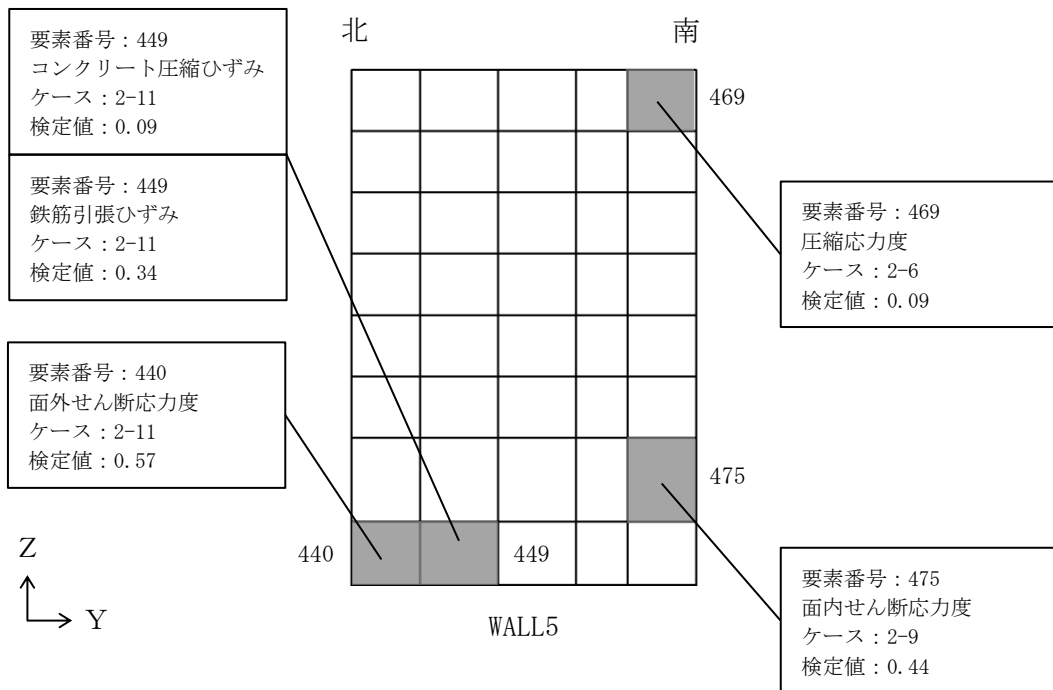 北
南
要素番号：449
コンクリート圧縮ひずみ
ケース：2-11
検定値：0.09
要素番号：449
鉄筋引張ひずみ
ケース：2-11
検定値：0.34
469
要素番号：469
圧縮応力度
ケース：2-6
検定値：0.09
要素番号：440
面外せん断応力度
ケース：2-11
検定値：0.57
475
440
449
Z
Y
WALL5
要素番号：475
面内せん断応力度
ケース：2-9
検定値：0.44